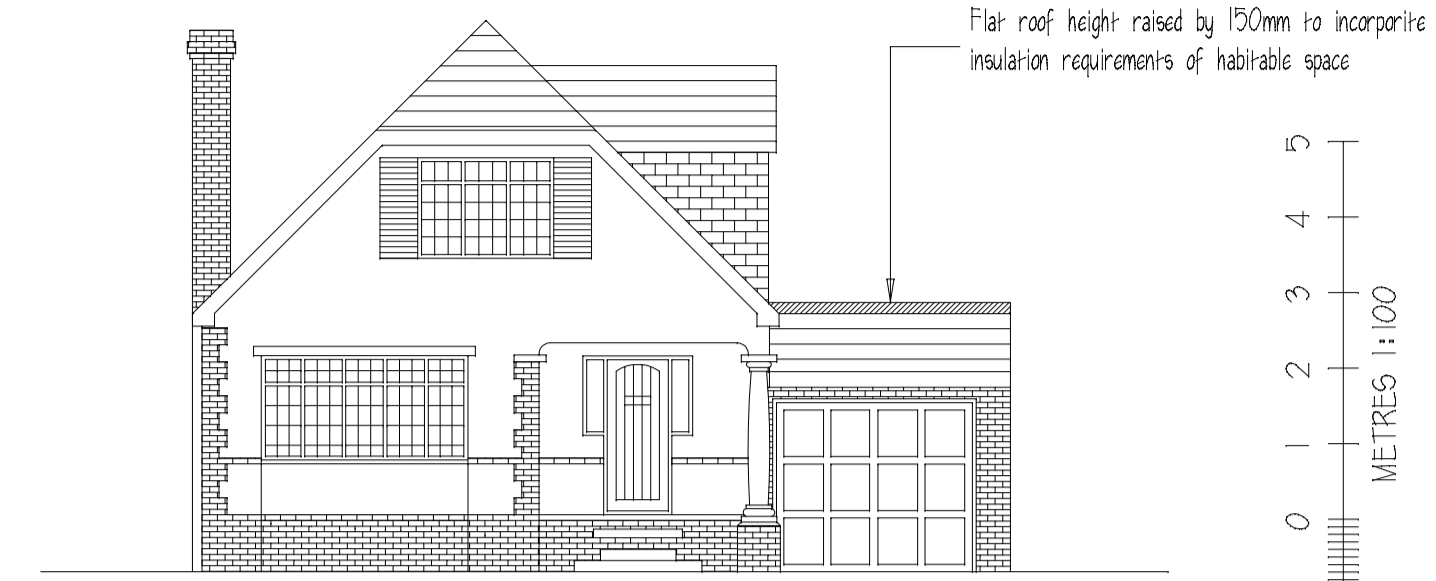 Flat roof height raised by 150mm to incorporite
insulation requirements of habitable space
5
4
3
2
1
0
METRES 1:100